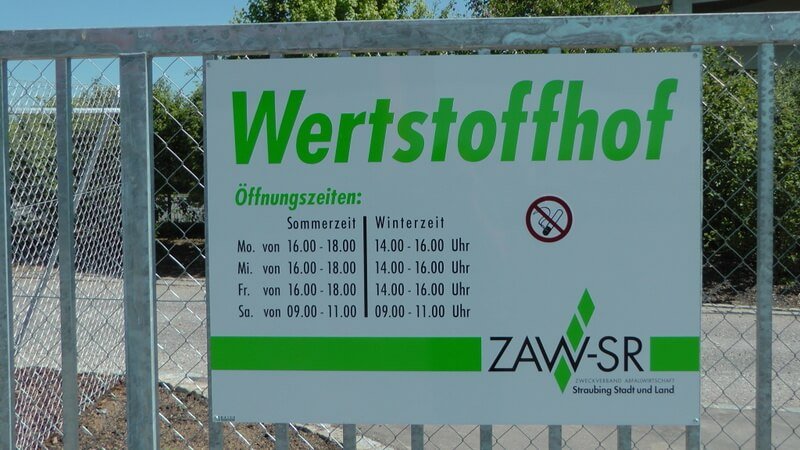 Wertstoffhof
Öffnungszeiten:
Sommerzeit Winterzeit
Mo. von 16.00 - 18.00 14.00 - 16.00 Uhr
Mi. von 16.00 - 18.00 14.00 - 16.00 Uhr
Fr. von 16.00 - 18.00 14.00 - 16.00 Uhr
Sa. von 09.00 - 11.00 09.00 - 11.00 Uhr
ZAW-SR
ZWECKVERBAND ABFALLWIRTSCHAFT
Straubing Stadt und Land